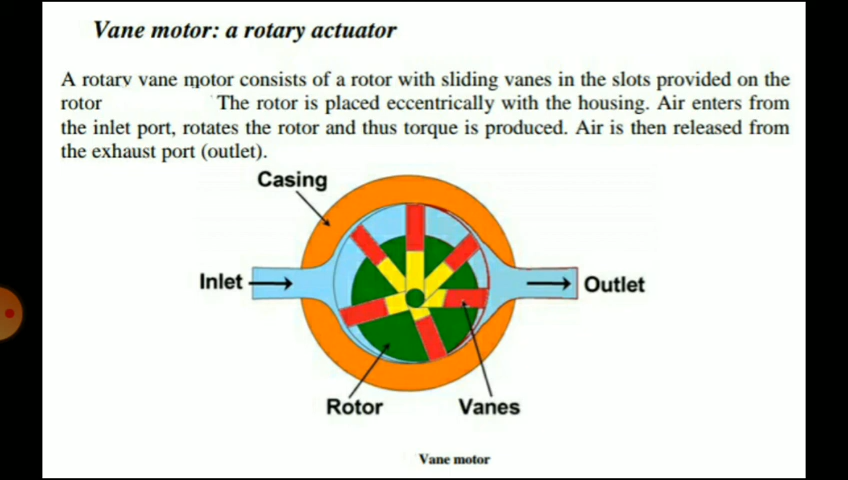 Vane motor: a rotary actuator
A rotary vane motor consists of a rotor with sliding vanes in the slots provided on the
rotor The rotor is placed eccentrically with the housing. Air enters from
the inlet port, rotates the rotor and thus torque is produced. Air is then released from
the exhaust port (outlet).
Casing
Inlet
Outlet
Rotor
Vanes
Vane motor